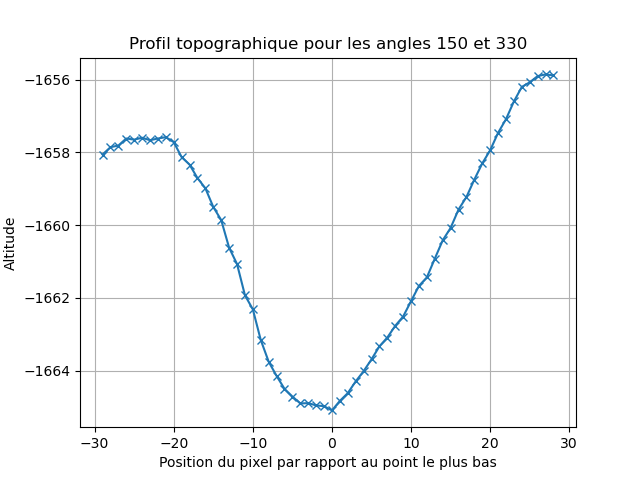 Profil topographique pour les angles 150 et 330
−1656
−1658
−1660
−1662
−1664
Altitude
−30 −20 −10 0 10 20 30
Position du pixel par rapport au point le plus bas